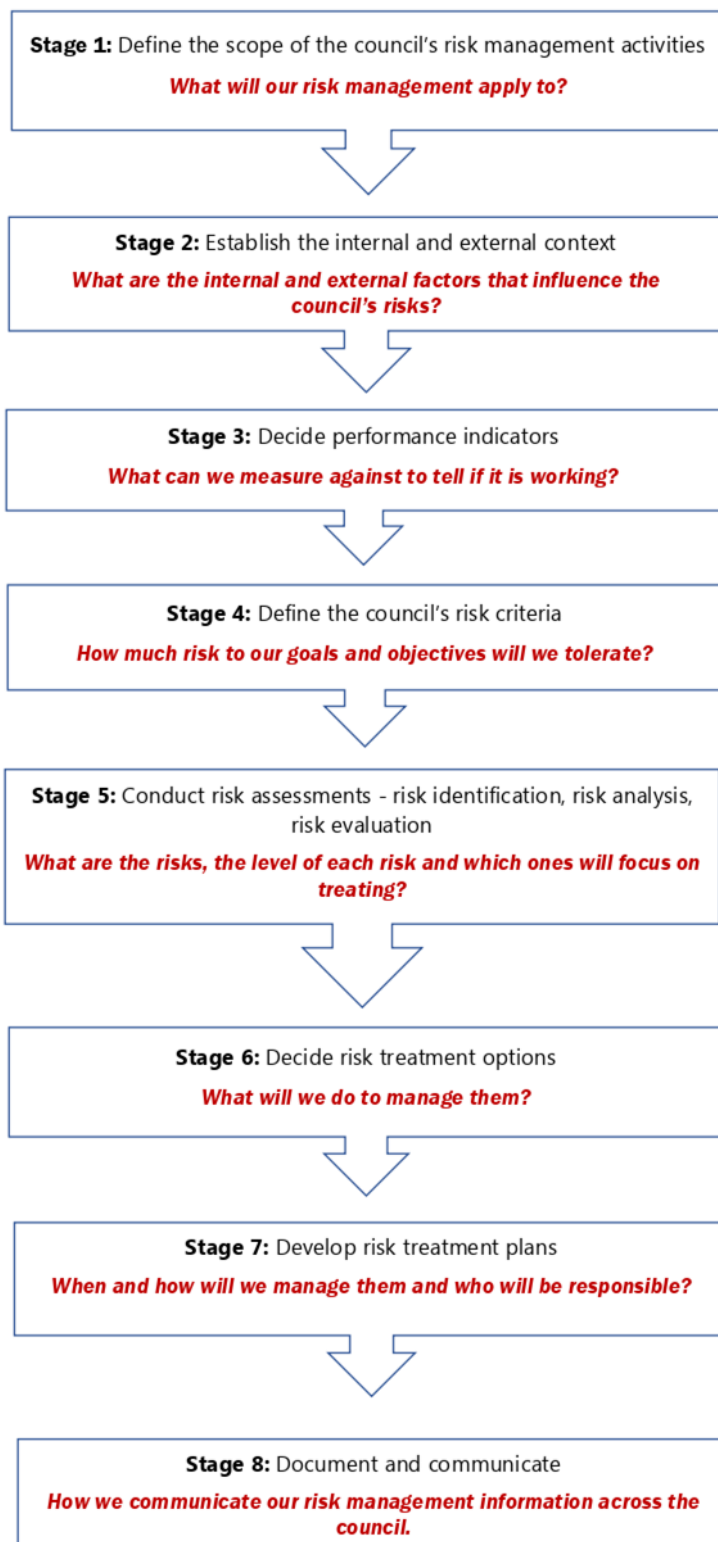 Stage 1: Define the scope of the council's risk management activities
What will our risk management apply to?
Stage 2: Establish the internal and external context
What are the internal and external factors that influence the
council's risks?
Stage 3: Decide performance indicators
What can we measure against to tell if it is working?
Stage 4: Define the council's risk criteria
How much risk to our goals and objectives will we tolerate?
Stage 5: Conduct risk assessments - risk identification, risk analysis,
risk evaluation
What are the risks, the level of each risk and which ones will focus on
treating?
Stage 6: Decide risk treatment options
What will we do to manage them?
Stage 7: Develop risk treatment plans
When and how will we manage them and who will be responsible?
Stage 8: Document and communicate
How we communicate our risk management information across the
council.